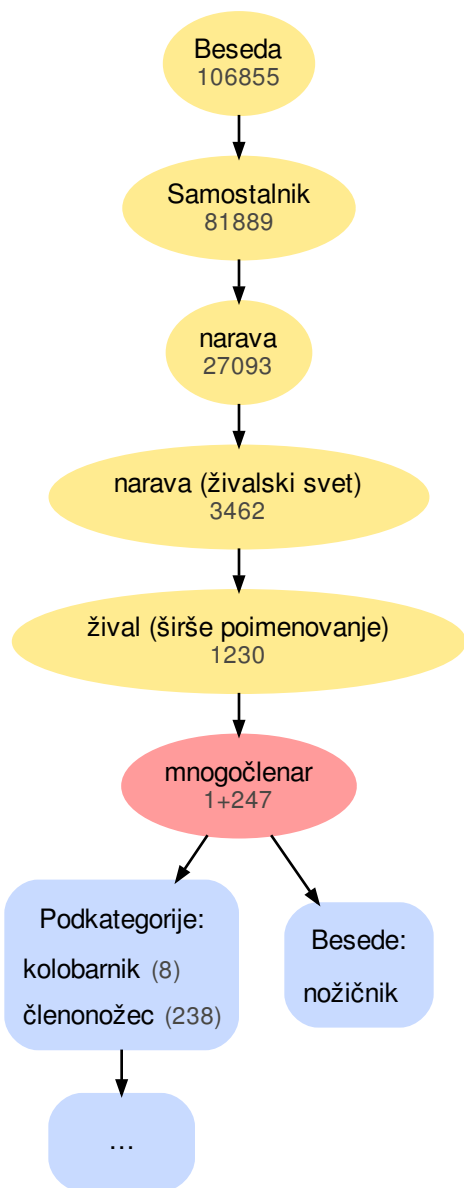 Beseda
106855
Samostalnik
81889
narava
27093
narava (živalski svet)
3462
žival (širše poimenovanje)
1230
mnogočlenar
1+247
Podkategorije:
kolobarnik (8)
členonožec (238)
Besede:
nožičnik
...